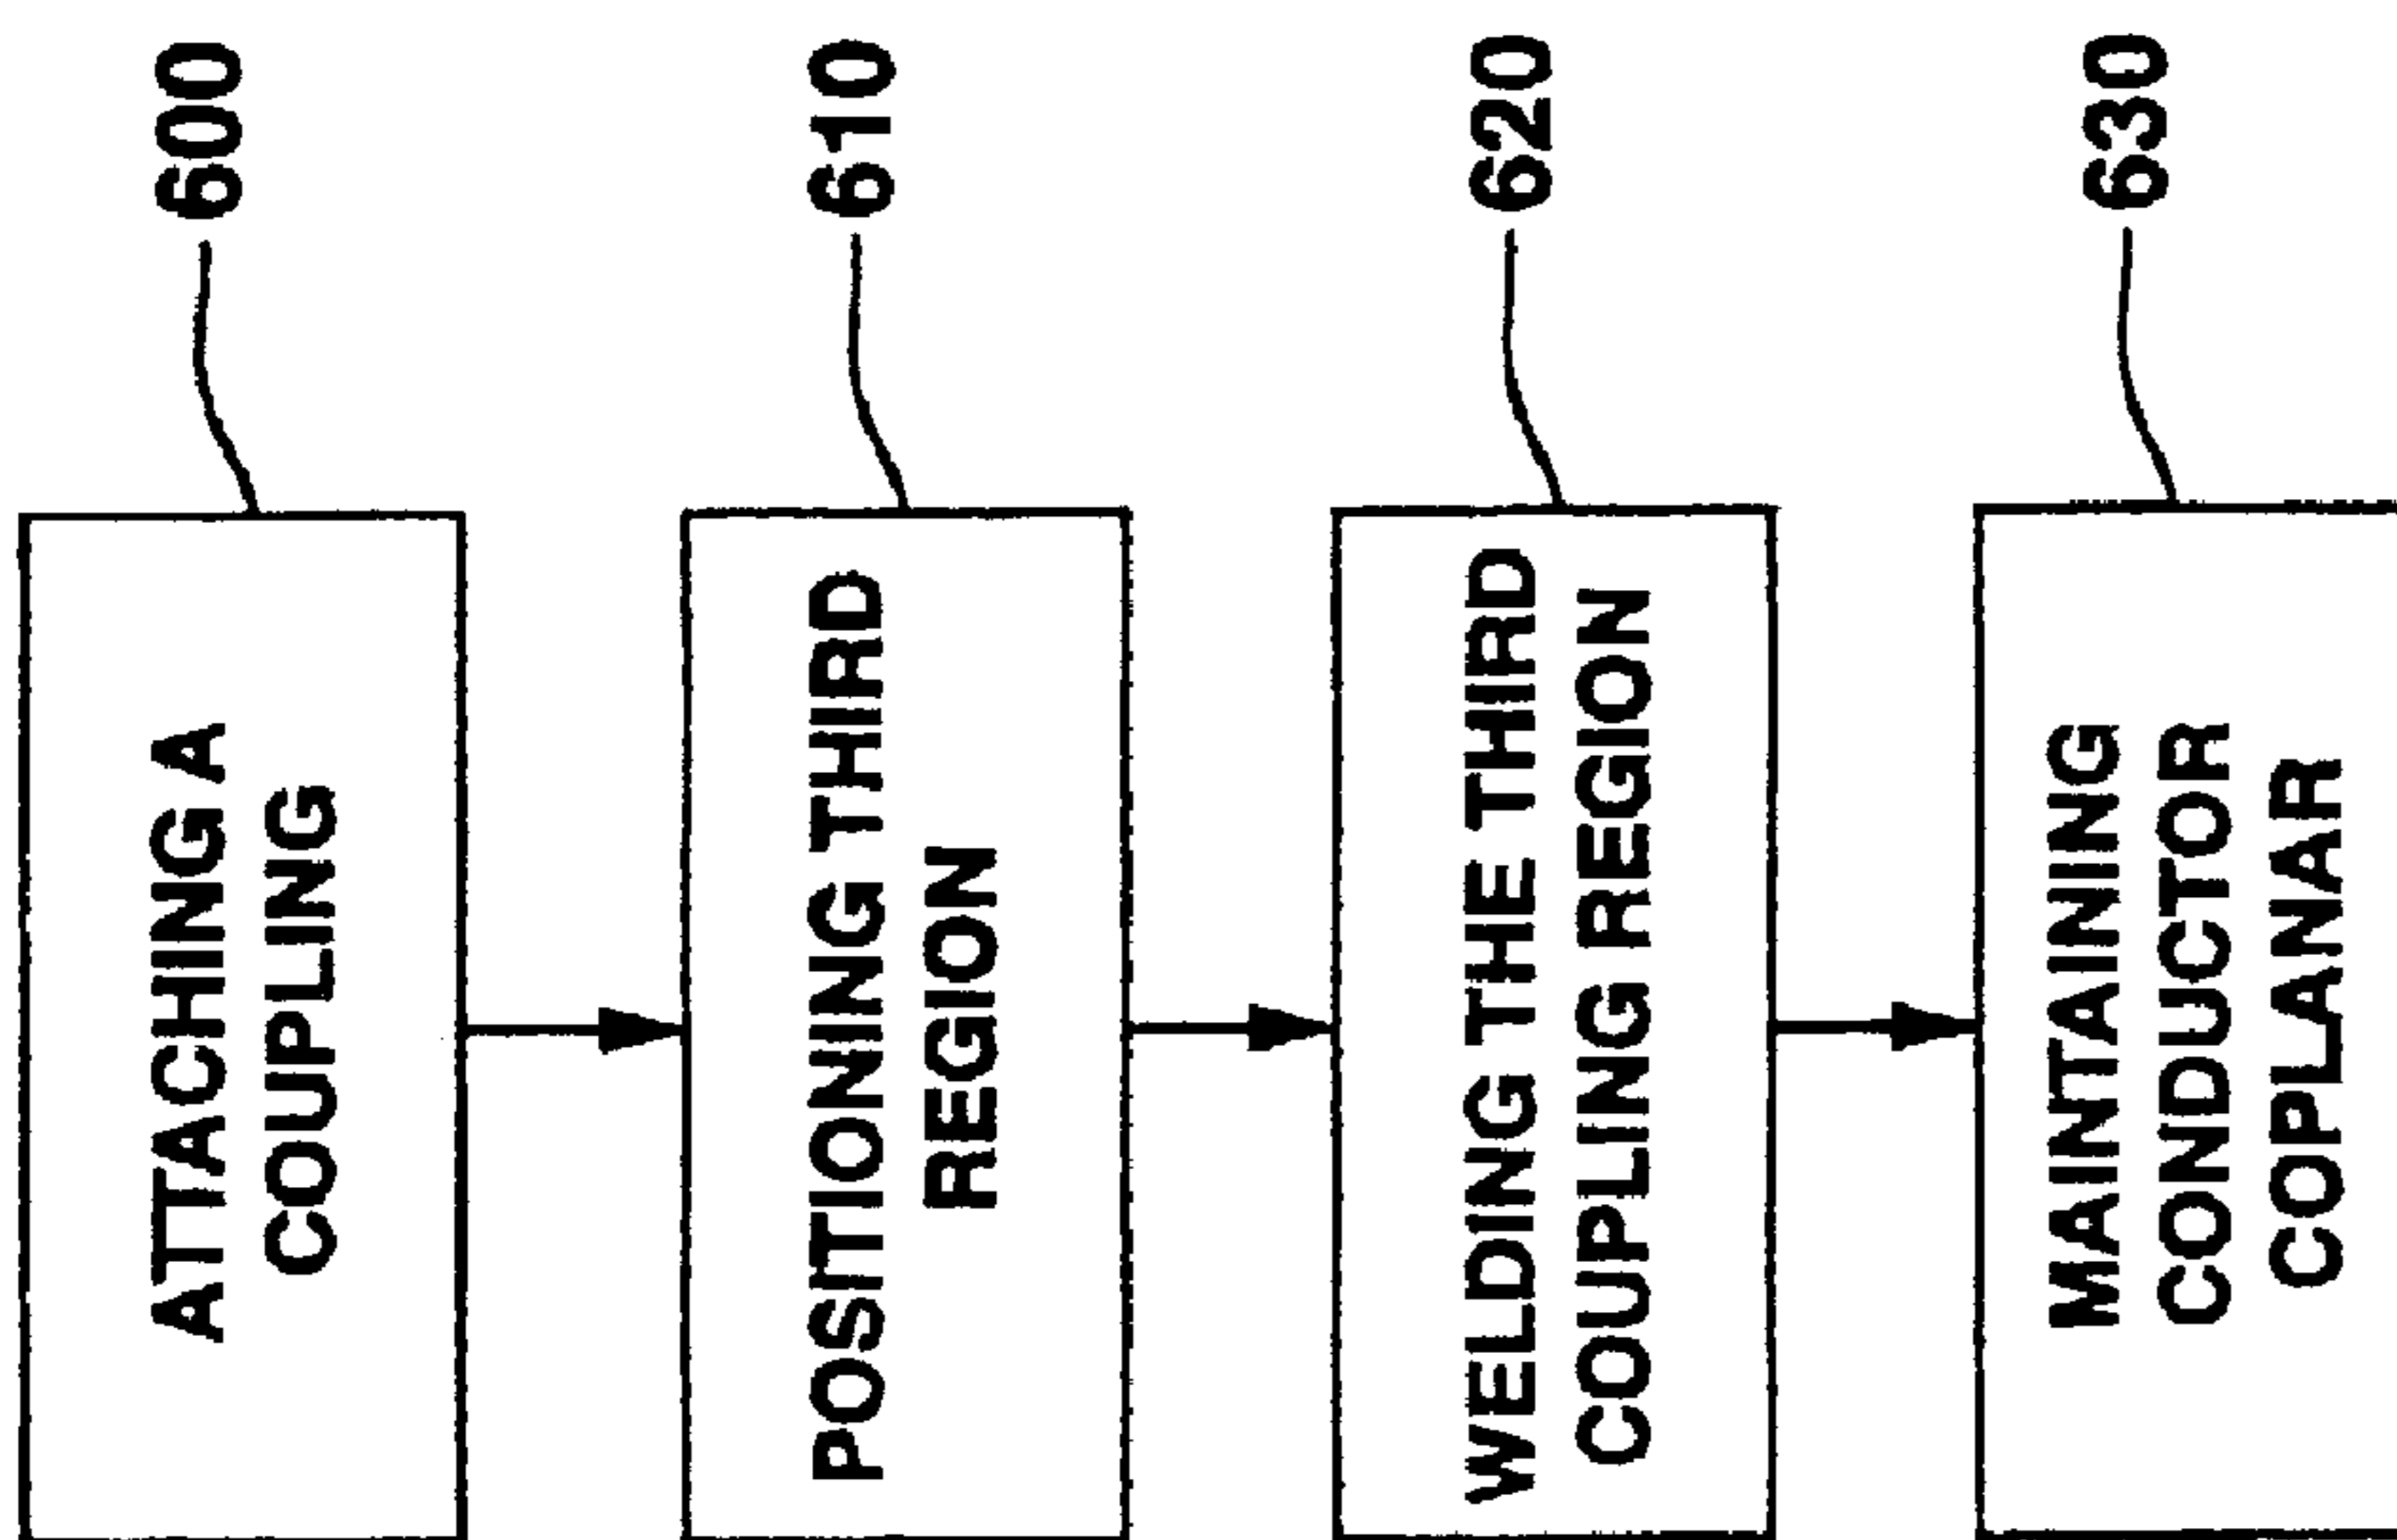 ATTACHING A
COUPLING
600
POSITIONING THIRD
REGION
610
WELDING THE THIRD
COUPLING REGION
620
MAINTAINING
CONDUCTOR
COPLANAR
630